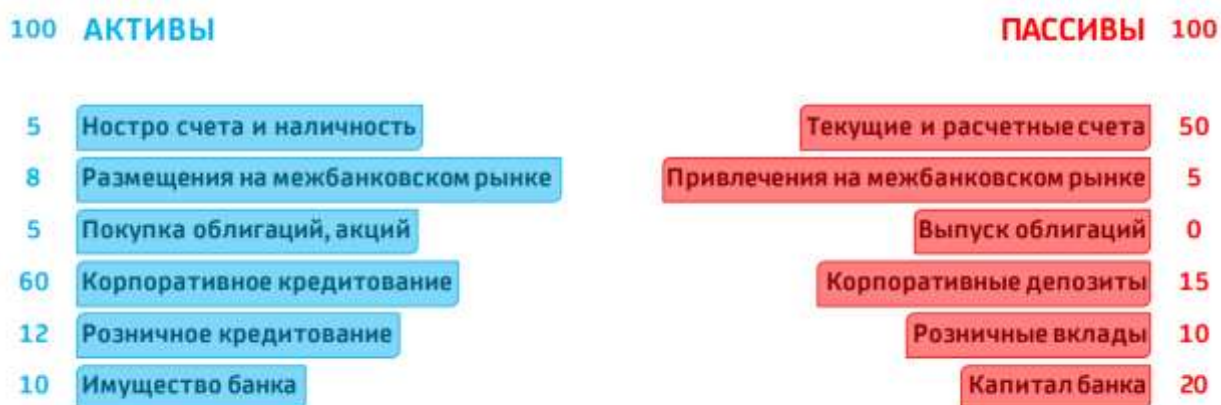 100 АКТИВЫ ПАССИВЫ 100
5 Ностро счета и наличность Текущие и расчетные счета 50
8 Размещения на межбанковском рынке Привлечения на межбанковском рынке 5
5 Покупка облигаций, акций Выпуск облигаций 0
60 Корпоративное кредитование Корпоративные депозиты 15
12 Розничное кредитование Розничные вклады 10
10 Имущество банка Капитал банка 20